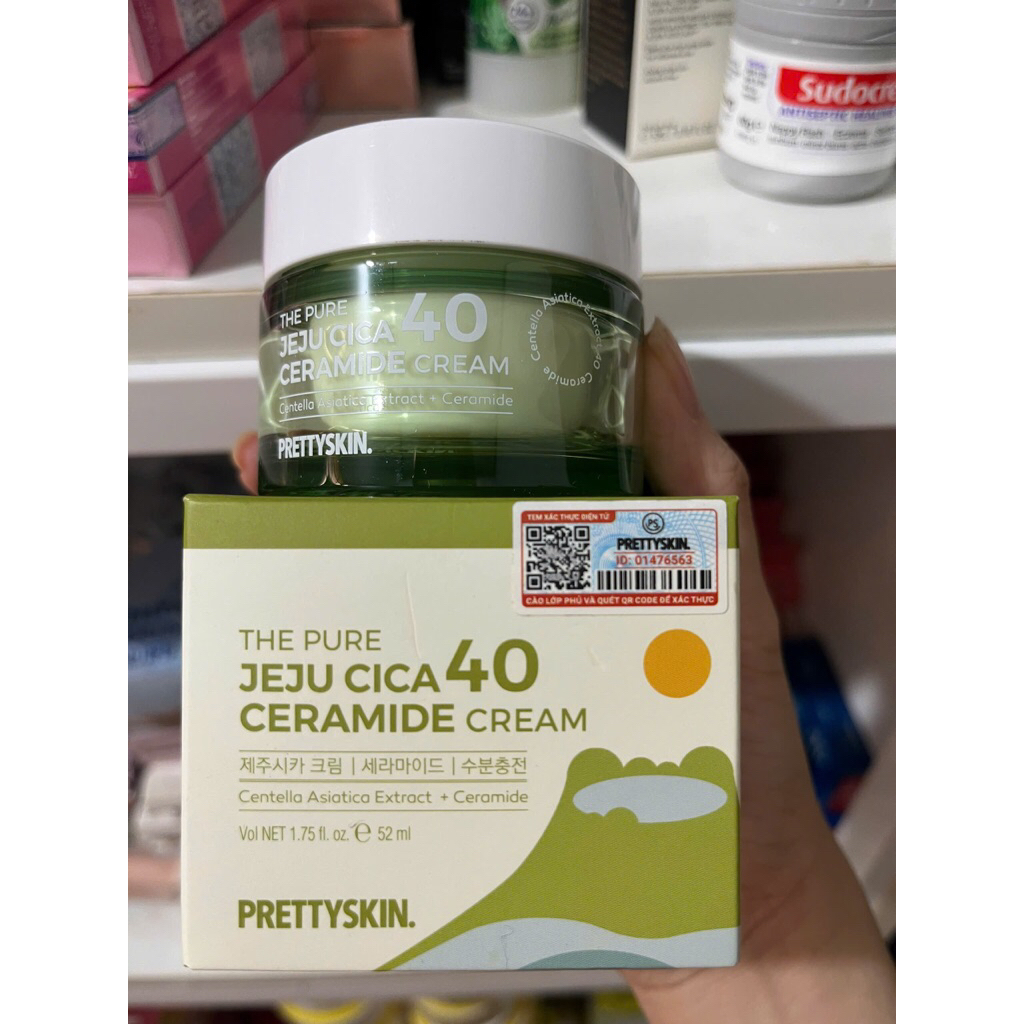 Sudocre
ANTISEPTIC HEALIN
THE PURE
JEJU CICA 40
CERAMIDE CREAM
Centella Asiatica Extract + Ceramide
PRETTYSKIN.
Centella Asiatica Extract 40 Ceramide
TEM XÁC THỰC ĐIỆN TỬ
PS
PRETTYSKIN.
ID: 01476563
CÀO LỚP PHỦ VÀ QUÉT QR CODE ĐỂ XÁC THỰC
THE PURE
JEJU CICA 40
CERAMIDE CREAM
제주시카 크림 | 세라마이드 | 수분충전
Centella Asiatica Extract + Ceramide
Vol NET 1.75 fl. oz. ℮ 52 ml
PRETTYSKIN.